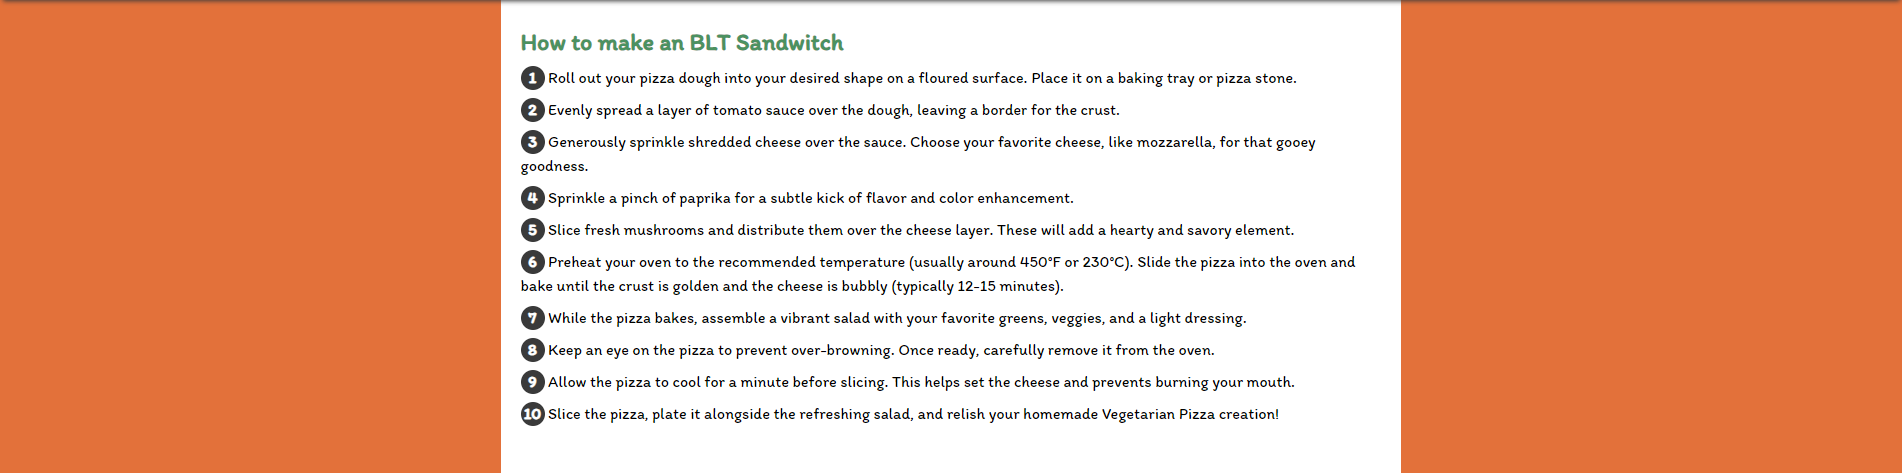 How to make an BLT Sandwitch
1 Roll out your pizza dough into your desired shape on a floured surface. Place it on a baking tray or pizza stone.
2 Evenly spread a layer of tomato sauce over the dough, leaving a border for the crust.
3 Generously sprinkle shredded cheese over the sauce. Choose your favorite cheese, like mozzarella, for that gooey
goodness.
4 Sprinkle a pinch of paprika for a subtle kick of flavor and color enhancement.
5 Slice fresh mushrooms and distribute them over the cheese layer. These will add a hearty and savory element.
6 Preheat your oven to the recommended temperature (usually around 450°F or 230°C). Slide the pizza into the oven and
bake until the crust is golden and the cheese is bubbly (typically 12-15 minutes).
7 While the pizza bakes, assemble a vibrant salad with your favorite greens, veggies, and a light dressing.
8 Keep an eye on the pizza to prevent over-browning. Once ready, carefully remove it from the oven.
9 Allow the pizza to cool for a minute before slicing. This helps set the cheese and prevents burning your mouth.
10 Slice the pizza, plate it alongside the refreshing salad, and relish your homemade Vegetarian Pizza creation!